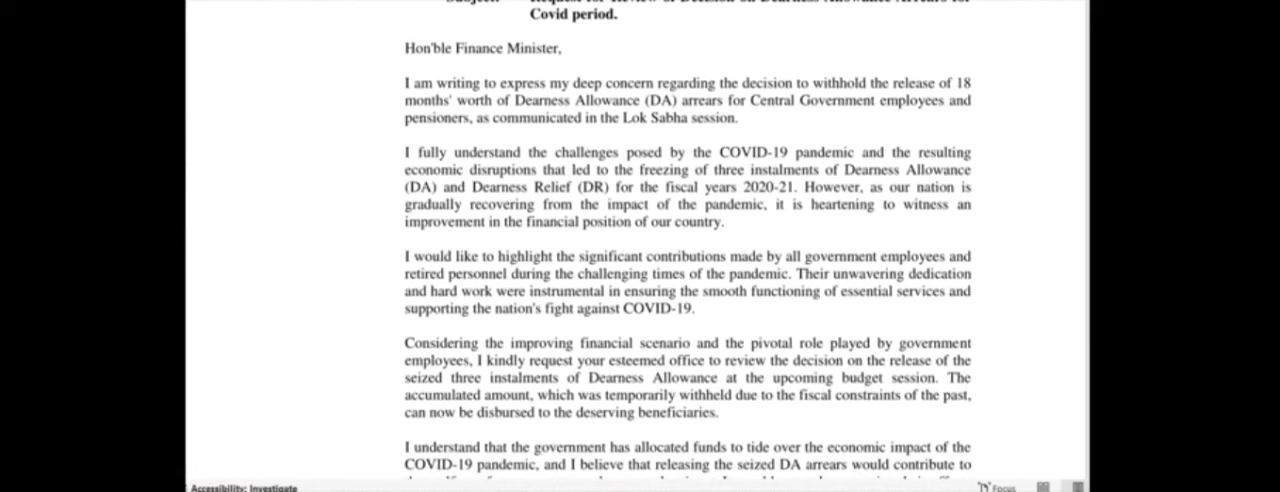 Covid period.
Hon'ble Finance Minister,
I am writing to express my deep concern regarding the decision to withhold the release of 18
months' worth of Dearness Allowance (DA) arrears for Central Government employees and
pensioners, as communicated in the Lok Sabha session.
I fully understand the challenges posed by the COVID-19 pandemic and the resulting
economic disruptions that led to the freezing of three instalments of Dearness Allowance
(DA) and Dearness Relief (DR) for the fiscal years 2020-21. However, as our nation is
gradually recovering from the impact of the pandemic, it is heartening to witness an
improvement in the financial position of our country.
I would like to highlight the significant contributions made by all government employees and
retired personnel during the challenging times of the pandemic. Their unwavering dedication
and hard work were instrumental in ensuring the smooth functioning of essential services and
supporting the nation's fight against COVID-19.
Considering the improving financial scenario and the pivotal role played by government
employees, I kindly request your esteemed office to review the decision on the release of the
seized three instalments of Dearness Allowance at the upcoming budget session. The
accumulated amount, which was temporarily withheld due to the fiscal constraints of the past,
can now be disbursed to the deserving beneficiaries.
I understand that the government has allocated funds to tide over the economic impact of the
COVID-19 pandemic, and I believe that releasing the seized DA arrears would contribute to
Accessibility: Investigate
Focus